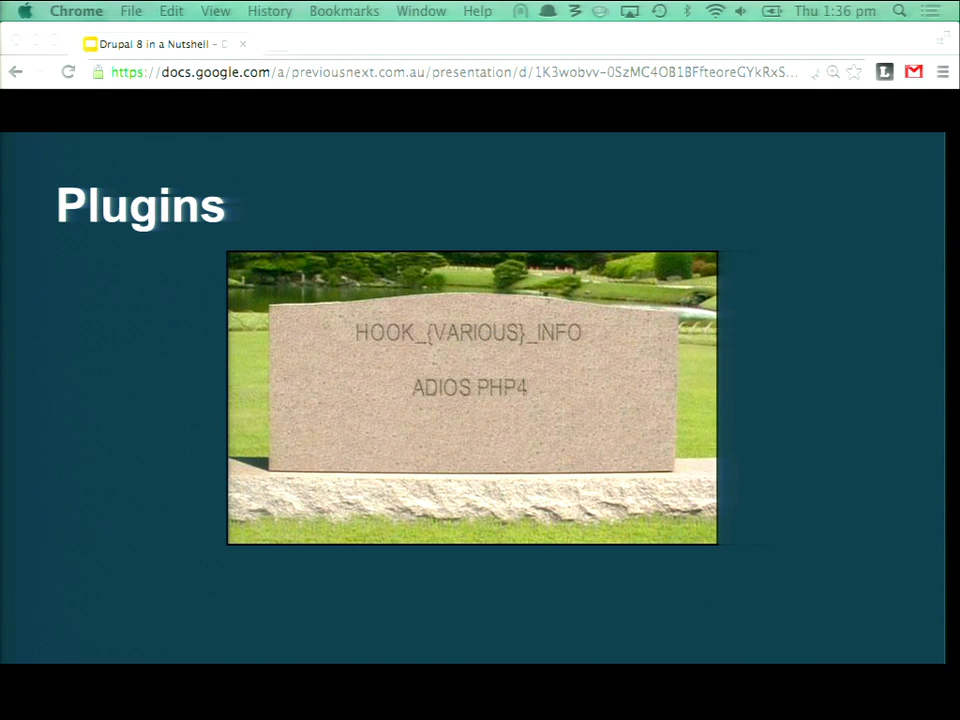 Chrome File Edit View History Bookmarks Window Help Thu 1:36 pm
Drupal 8 in a Nutshell –
https://docs.google.com/a/previousnext.com.au/presentation/d/1K3wobvv-0SzMC4OB1BFfteoreGYkRxS...
Plugins
HOOK_{VARIOUS}_INFO
ADIOS PHP4